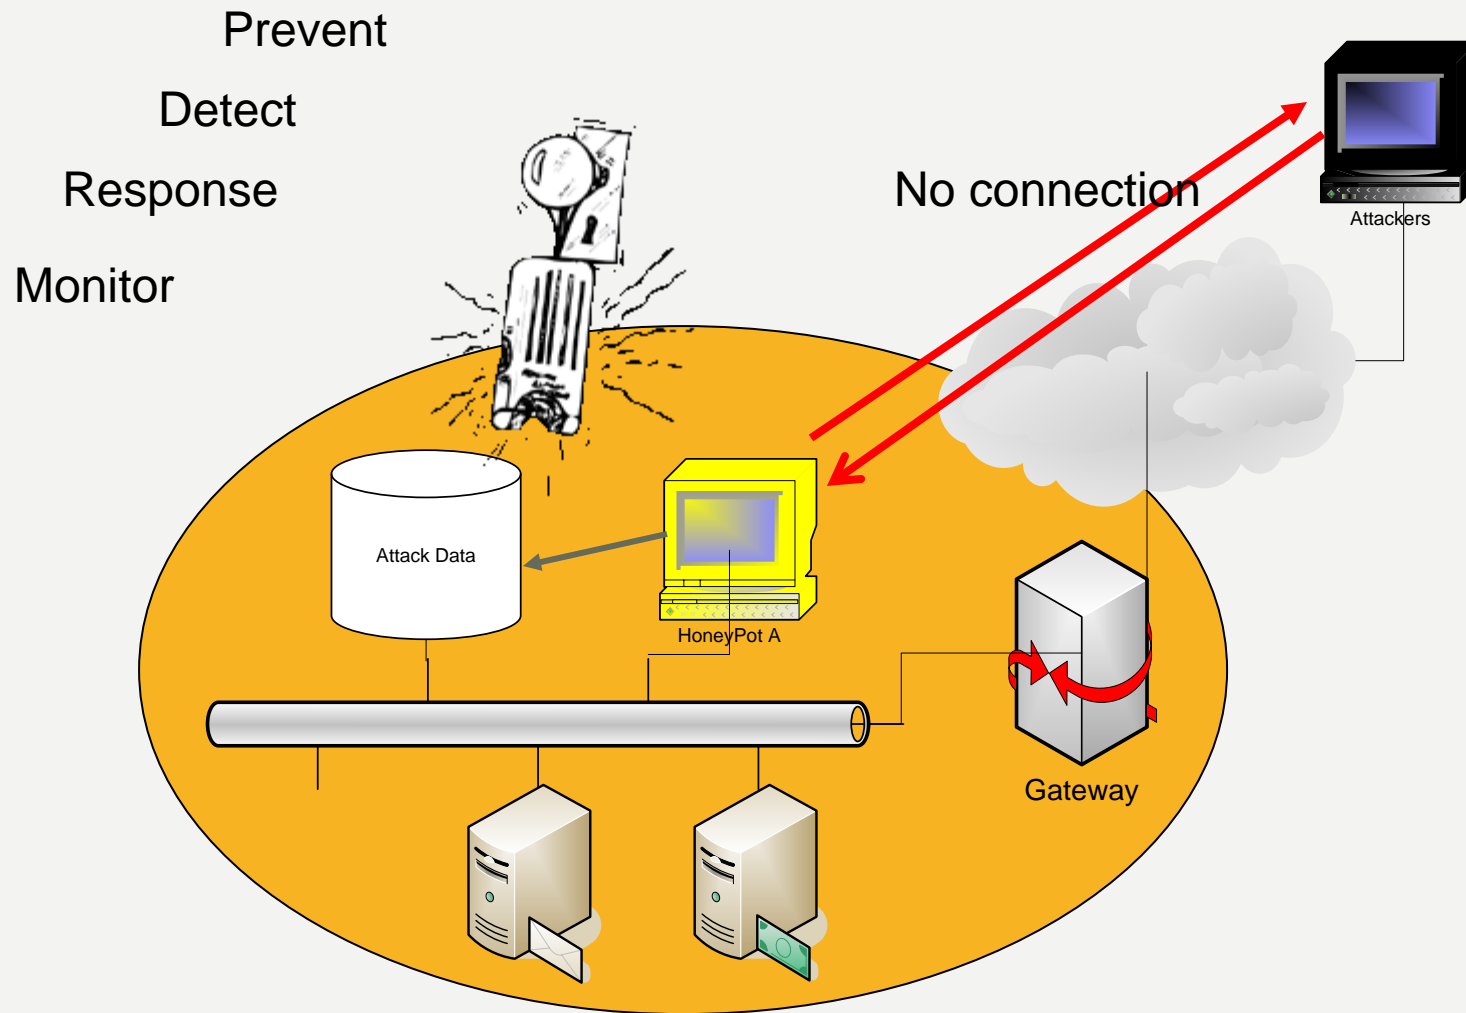 Prevent
Detect
Response
Monitor
No connection
Attackers
Attack Data
HoneyPot A
Gateway